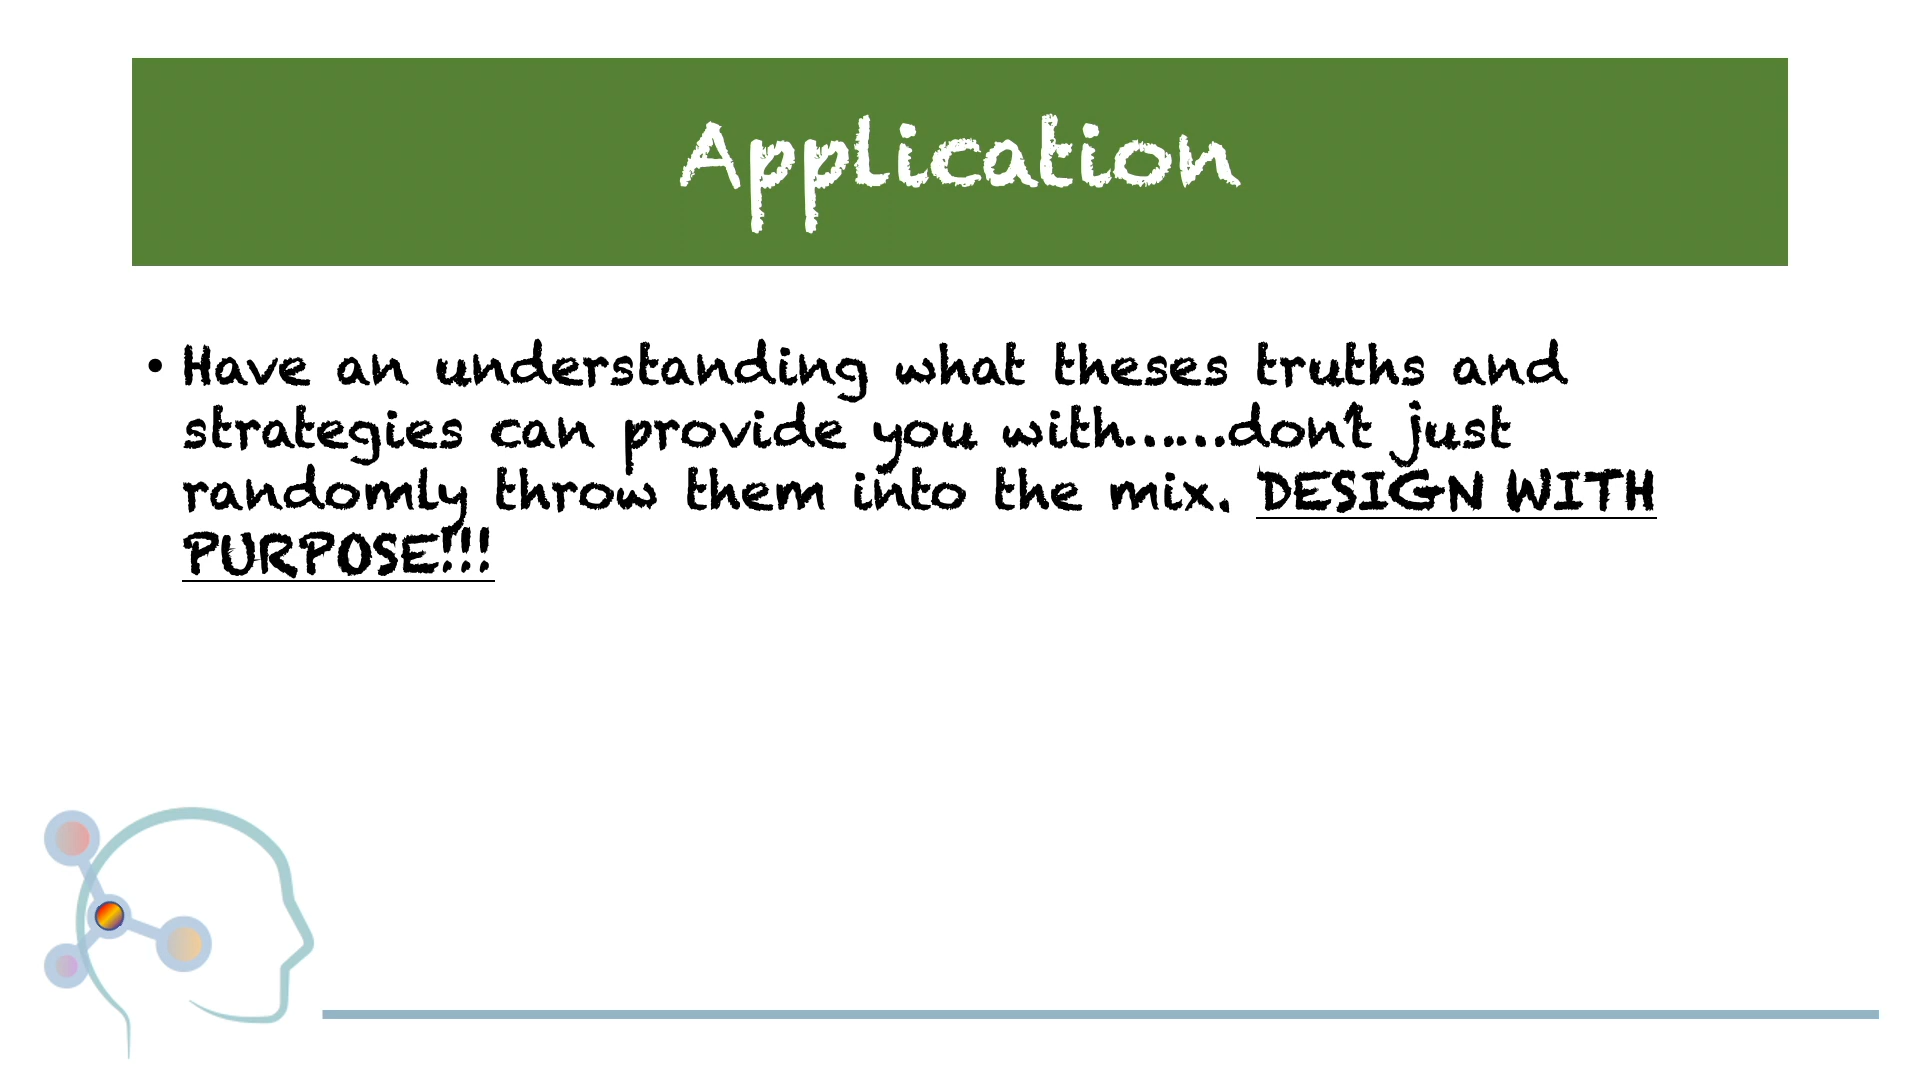 Application
• Have an understanding what theses truths and
strategies can provide you with……don't just
randomly throw them into the mix. DESIGN WITH
PURPOSE!!!